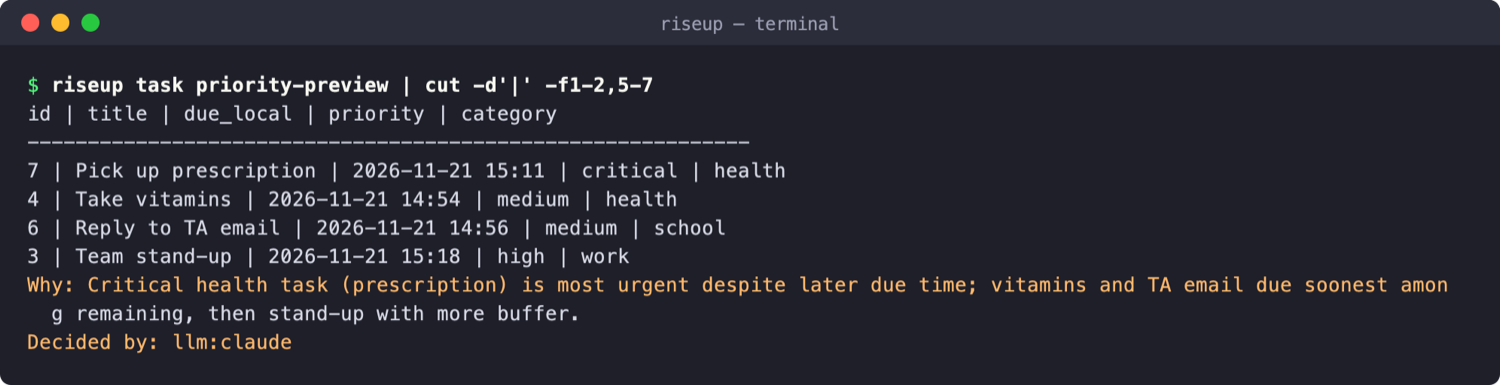 riseup — terminal
$ riseup task priority-preview | cut -d'|' -f1-2,5-7
id | title | due_local | priority | category
------------------------------------------------------------
7 | Pick up prescription | 2026-11-21 15:11 | critical | health
4 | Take vitamins | 2026-11-21 14:54 | medium | health
6 | Reply to TA email | 2026-11-21 14:56 | medium | school
3 | Team stand-up | 2026-11-21 15:18 | high | work
Why: Critical health task (prescription) is most urgent despite later due time; vitamins and TA email due soonest amon
g remaining, then stand-up with more buffer.
Decided by: llm:claude